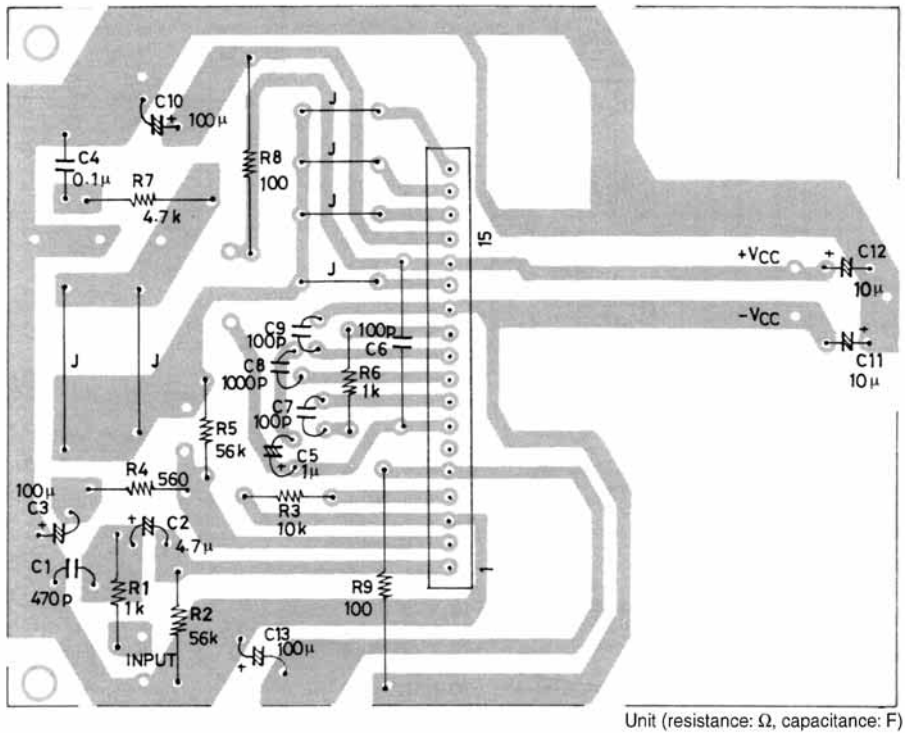 C10
100μ
C4
0.1μ
R7
4.7k
R8
100
J
J
J
J
15
+VCC
C12
10μ
-VCC
C11
10μ
C9
100p
100p
C6
C8
1000p
R6
1k
C7
100p
J
J
R5
56k
C5
1μ
R4
560
100μ
C3
R3
10k
C2
4.7μ
C1
470p
R1
1k
R2
56k
R9
100
1
INPUT
C13
100μ
Unit (resistance: Ω, capacitance: F)